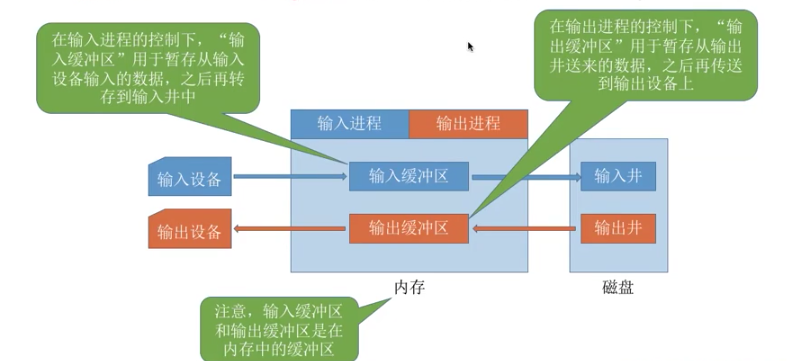 在输入进程的控制下，“输
入缓冲区”用于暂存从输入
设备输入的数据，之后再转
存到输入井中
在输出进程的控制下，“输
出缓冲区”用于暂存从输出
井送来的数据，之后再传送
到输出设备上
输入进程
输出进程
输入设备
输入缓冲区
输入井
输出设备
输出缓冲区
输出井
内存
磁盘
注意，输入缓冲区
和输出缓冲区是在
内存中的缓冲区